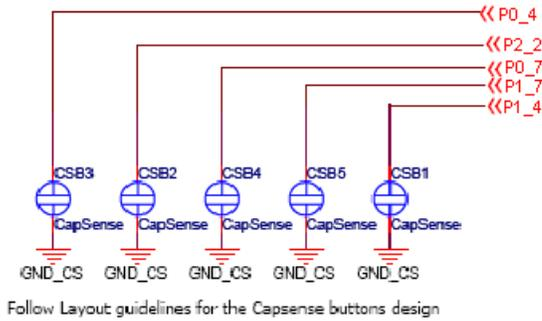 P0_4
P2_2
P0_7
P1_7
P1_4
CSB3 CSB2 CSB4 CSB5 CSB1
CapSense CapSense CapSense CapSense CapSense
GND_CS GND_CS GND_CS GND_CS GND_CS
Follow Layout guidelines for the Capsense buttons design